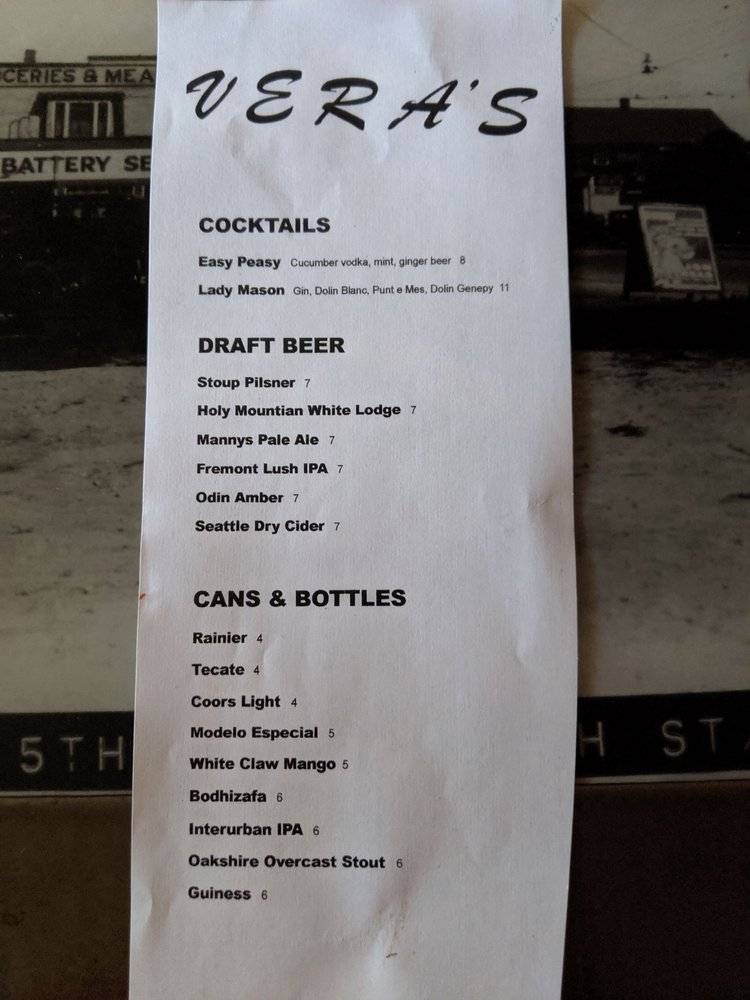 CERIES & MEA
BATTERY SE
VERA'S
COCKTAILS
Easy Peasy Cucumber vodka, mint, ginger beer 8
Lady Mason Gin, Dolin Blanc, Punt e Mes, Dolin Genepy 11
DRAFT BEER
Stoup Pilsner 7
Holy Mountian White Lodge 7
Mannys Pale Ale 7
Fremont Lush IPA 7
Odin Amber 7
Seattle Dry Cider 7
CANS & BOTTLES
Rainier 4
Tecate 4
Coors Light 4
Modelo Especial 5
White Claw Mango 5
Bodhizafa 6
Interurban IPA 6
Oakshire Overcast Stout 6
Guiness 6
5TH
H ST